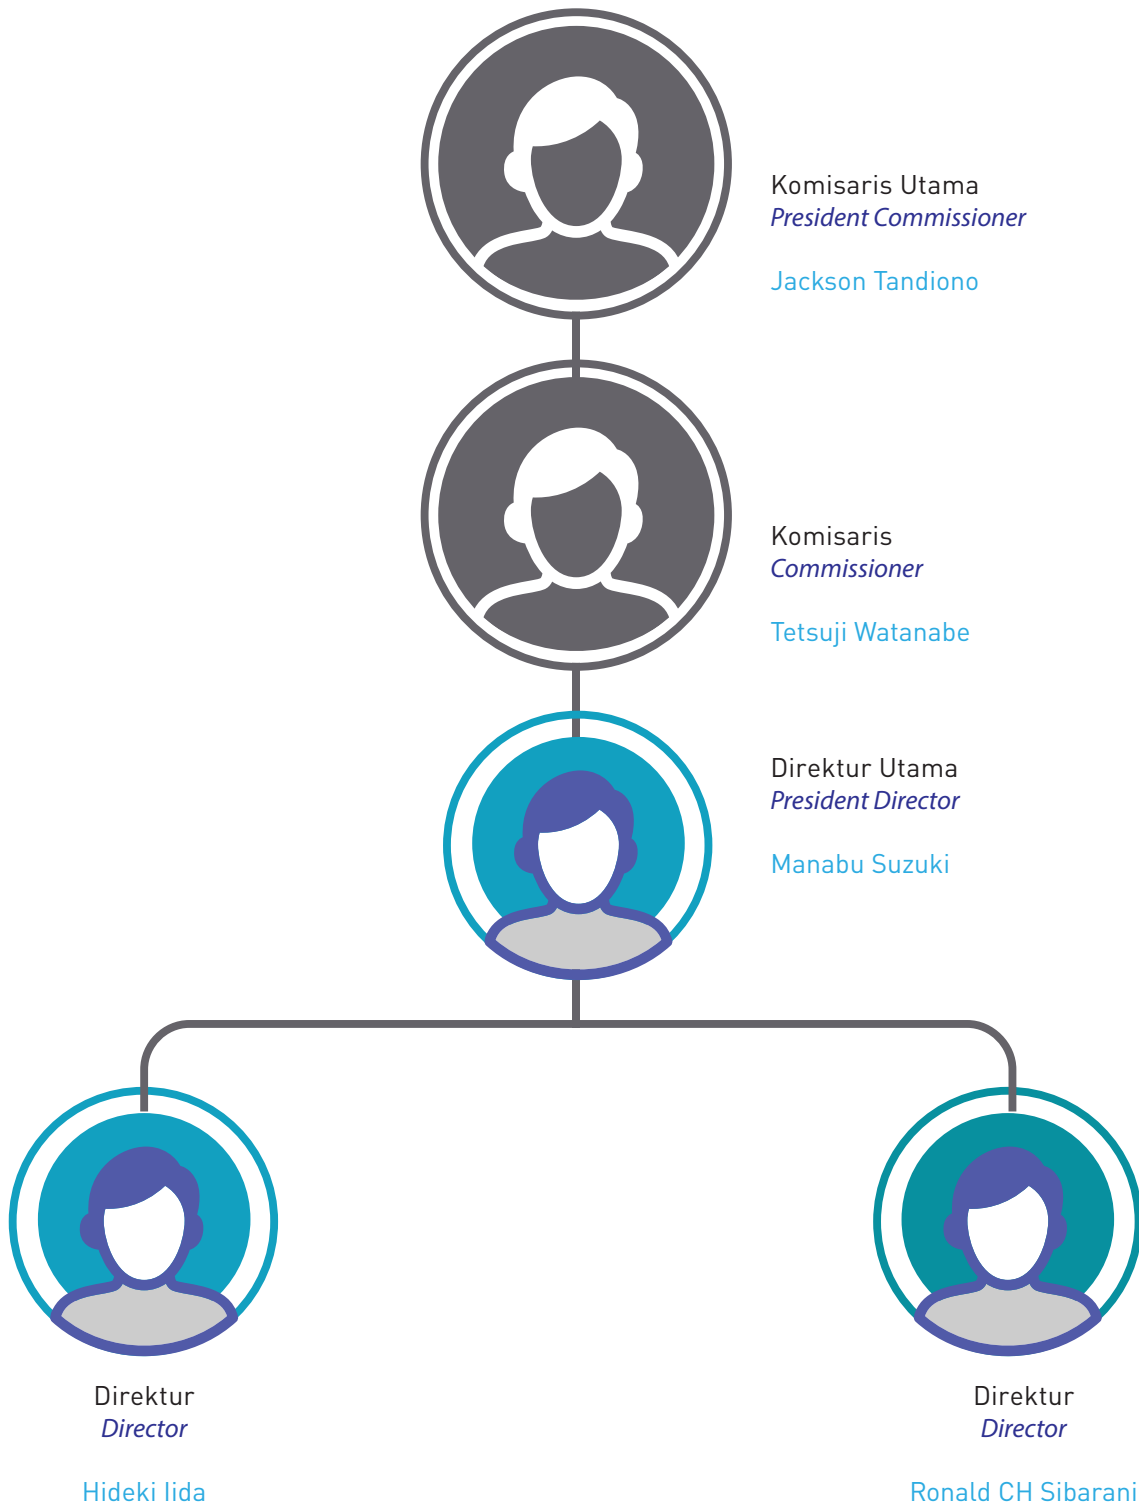 Komisaris Utama
President Commissioner
Jackson Tandiono
Komisaris
Commissioner
Tetsuji Watanabe
Direktur Utama
President Director
Manabu Suzuki
Direktur
Director
Hideki Iida
Direktur
Director
Ronald CH Sibarani